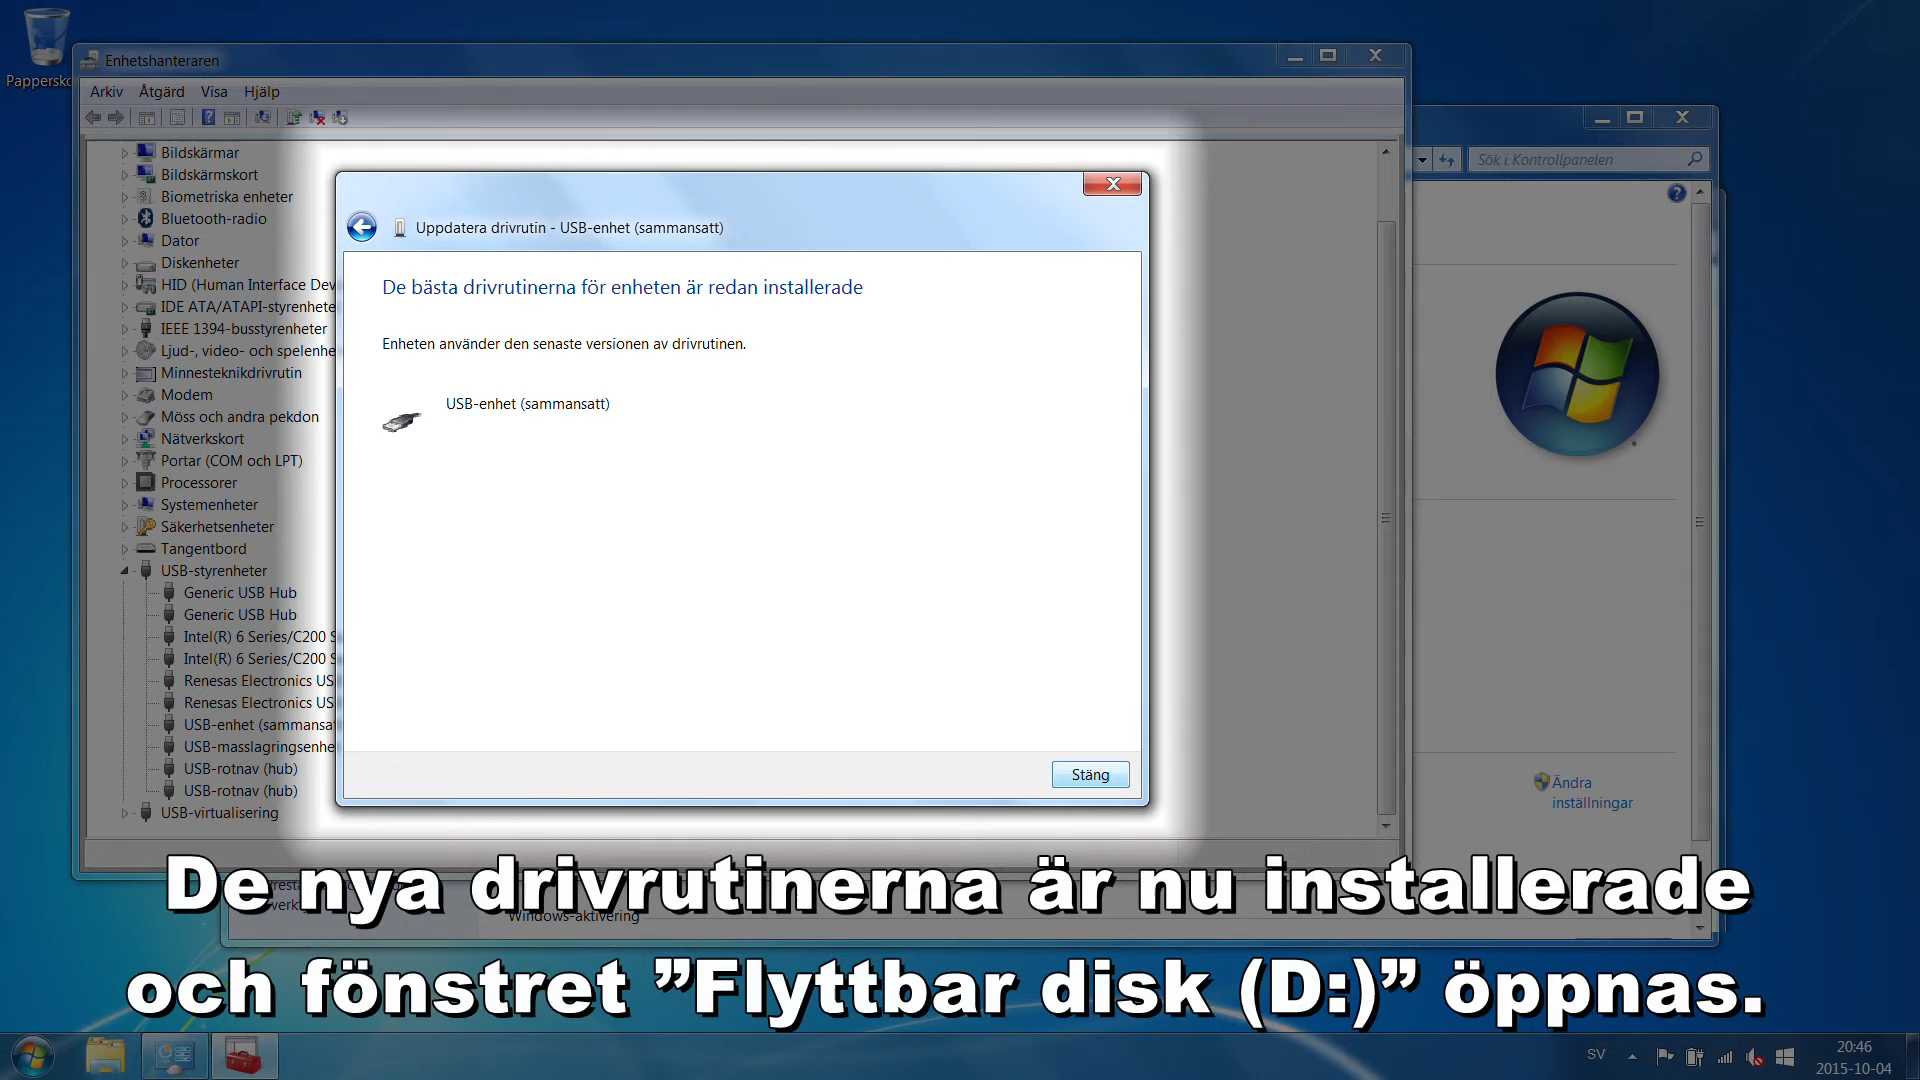 Enhetshanteraren
Arkiv Åtgärd Visa Hjälp
Sök i Kontrollpanelen
Bildskärmar
Bildskärmskort
Biometriska enheter
Bluetooth-radio
Dator
Diskenheter
HID (Human Interface Dev
IDE ATA/ATAPI-styrenhete
IEEE 1394-busstyrenheter
Ljud-, video- och spelenhe
Minnesteknikdrivrutin
Modem
Möss och andra pekdon
Nätverkskort
Portar (COM och LPT)
Processorer
Systemenheter
Säkerhetsenheter
Tangentbord
USB-styrenheter
Generic USB Hub
Generic USB Hub
Intel(R) 6 Series/C200 S
Intel(R) 6 Series/C200 S
Renesas Electronics US
Renesas Electronics US
USB-enhet (sammansat
USB-masslagringsenhe
USB-rotnav (hub)
USB-rotnav (hub)
USB-virtualisering
Uppdatera drivrutin - USB-enhet (sammansatt)
De bästa drivrutinerna för enheten är redan installerade
Enheten använder den senaste versionen av drivrutinen.
USB-enhet (sammansatt)
Stäng
Ändra
inställningar
Windows-aktivering
De nya drivrutinerna är nu installerade
och fönstret ”Flyttbar disk (D:)” öppnas.
SV
20:46
2015-10-04